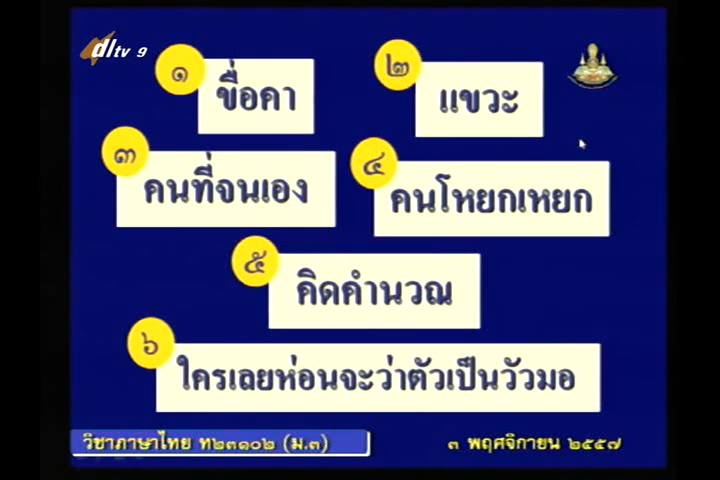 dltv 9
๑
ขื่อคา
๒
แขวะ
๓
คนที่จนเอง
๔
คนโหยกเหยก
๕
คิดคำนวณ
๖
ใครเลยห่อนจะว่าตัวเป็นวัวมอ
วิชาภาษาไทย ท๒๓๑๐๒ (ม.๓)
๓ พฤศจิกายน ๒๕๕๗